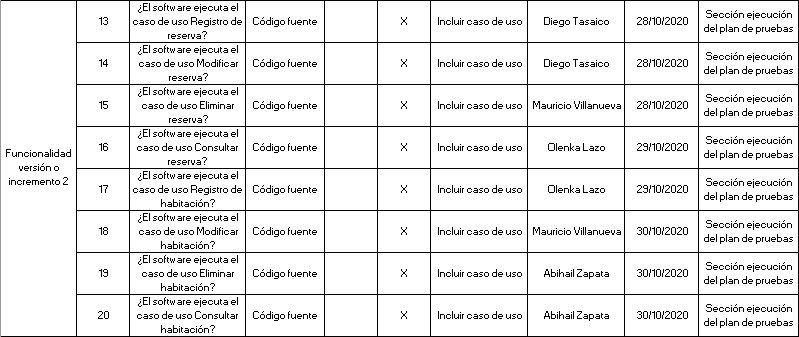 Funcionalidad
versión o
incremento 2
13
¿El software ejecuta el
caso de uso Registro de
reserva?
Código fuente
X
Incluir caso de uso
Diego Tasaico
28/10/2020
Sección ejecución
del plan de pruebas
14
¿El software ejecuta el
caso de uso Modificar
reserva?
Código fuente
X
Incluir caso de uso
Diego Tasaico
28/10/2020
Sección ejecución
del plan de pruebas
15
¿El software ejecuta el
caso de uso Eliminar
reserva?
Código fuente
X
Incluir caso de uso
Mauricio Villanueva
28/10/2020
Sección ejecución
del plan de pruebas
16
¿El software ejecuta el
caso de uso Consultar
reserva?
Código fuente
X
Incluir caso de uso
Olenka Lazo
29/10/2020
Sección ejecución
del plan de pruebas
17
¿El software ejecuta el
caso de uso Registro de
habitación?
Código fuente
X
Incluir caso de uso
Olenka Lazo
29/10/2020
Sección ejecución
del plan de pruebas
18
¿El software ejecuta el
caso de uso Modificar
habitación?
Código fuente
X
Incluir caso de uso
Mauricio Villanueva
30/10/2020
Sección ejecución
del plan de pruebas
19
¿El software ejecuta el
caso de uso Eliminar
habitación?
Código fuente
X
Incluir caso de uso
Abihail Zapata
30/10/2020
Sección ejecución
del plan de pruebas
20
¿El software ejecuta el
caso de uso Consultar
habitación?
Código fuente
X
Incluir caso de uso
Abihail Zapata
30/10/2020
Sección ejecución
del plan de pruebas